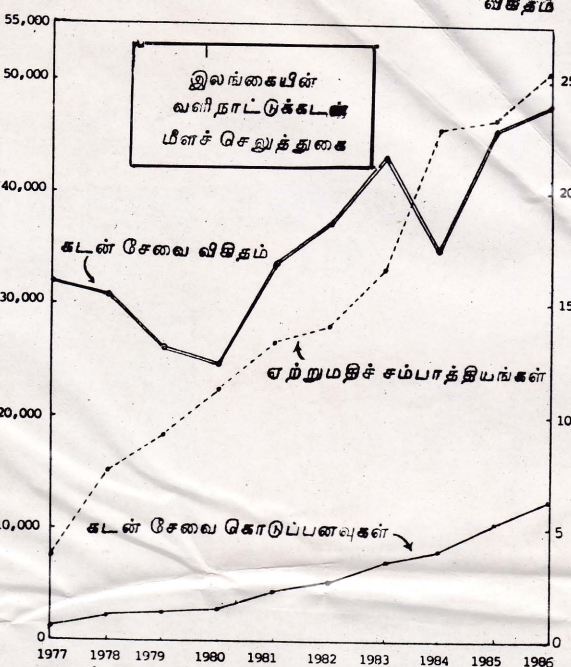 விகிதம்
55,000
50,000
இலங்கையின்
வளிநாட்டுக்கடன்
மீளச் செலுத்துகை
25
40,000
20
கடன் சேவை விகிதம்
30,000
15
ஏற்றுமதிச் சம்பாத்தியங்கள்
20,000
10
10,000
கடன் சேவை கொடுப்பனவுகள்
5
0
0
1977 1978 1979 1980 1981 1982 1983 1984 1985 1986